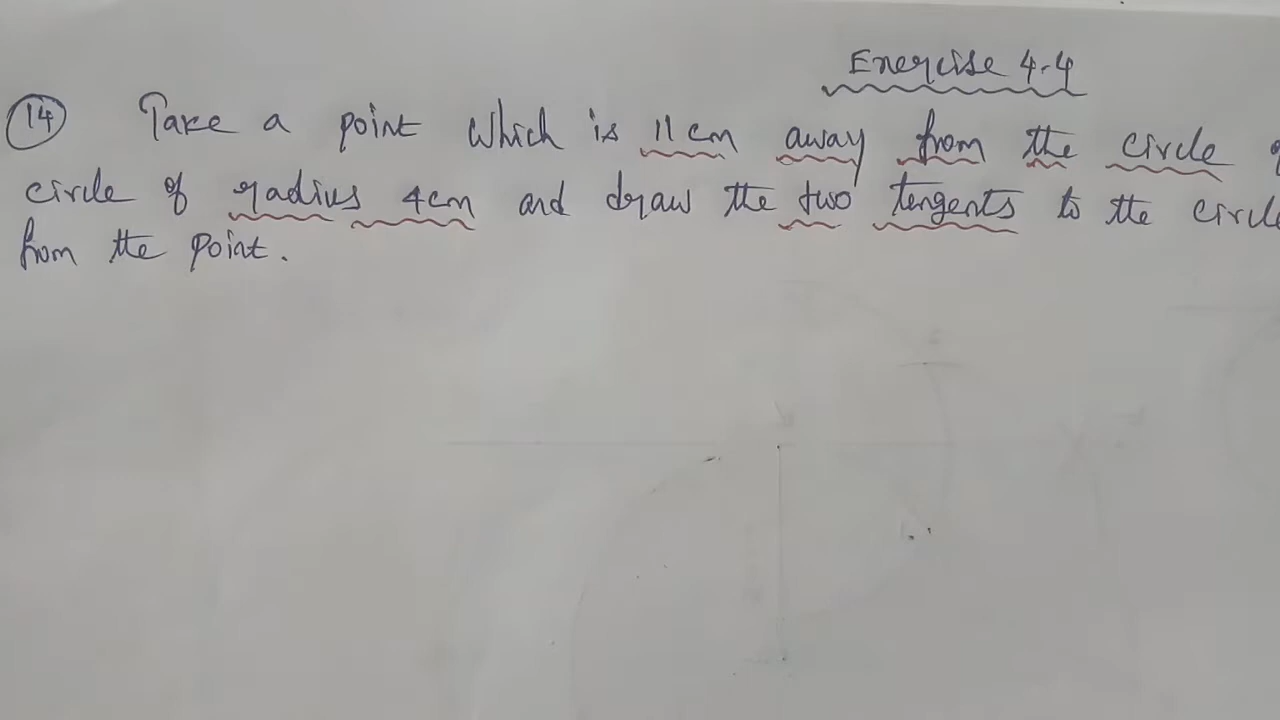 Exercise 4.4
14 Take a point which is 11 cm away from the circle
circle of radius 4cm and draw the two tengents to the
from the point.